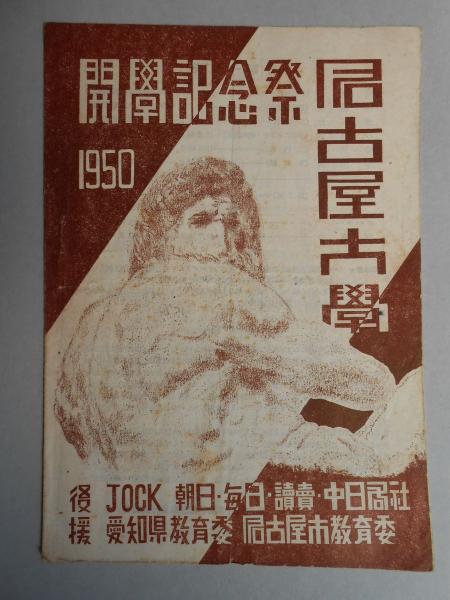 開學記念祭
名古屋大學
1950
後援
JOCK 朝日・毎日・讀賣・中日各社
愛知県教育委 名古屋市教育委